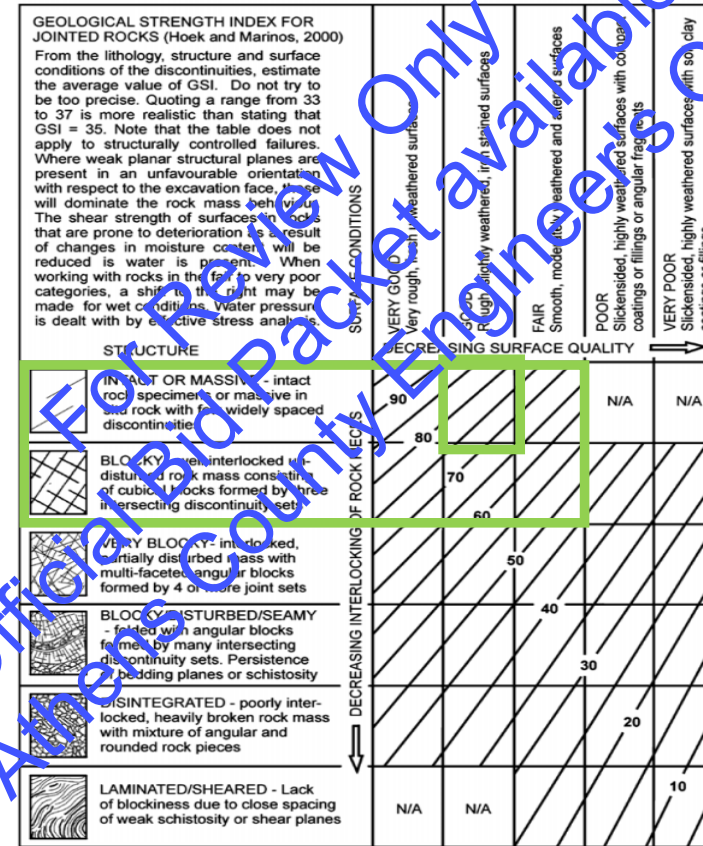 GEOLOGICAL STRENGTH INDEX FOR
JOINTED ROCKS (Hoek and Marinos, 2000)
From the lithology, structure and surface
conditions of the discontinuities, estimate
the average value of GSI. Do not try to
be too precise. Quoting a range from 33
to 37 is more realistic than stating that
GSI = 35. Note that the table does not
apply to structurally controlled failures.
Where weak planar structural planes are
present in an unfavourable orientation
with respect to the excavation face, these
will dominate the rock mass behaviour.
The shear strength of surfaces in rocks
that are prone to deterioration as a result
of changes in moisture content will be
reduced is water is present. When
working with rocks in the fair to very poor
categories, a shift to the right may be
made for wet conditions. Water pressure
is dealt with by effective stress analysis.
STRUCTURE
SURFACE CONDITIONS
VERY GOOD
Very rough, fresh unweathered surfaces
GOOD
Rough, slightly weathered, iron stained surfaces
FAIR
Smooth, moderately weathered and altered surfaces
POOR
Slickensided, highly weathered surfaces with compact
coatings or fillings or angular fragments
VERY POOR
Slickensided, highly weathered surfaces with soft clay
DECREASING SURFACE QUALITY
DECREASING INTERLOCKING OF ROCK PIECES
INTACT OR MASSIVE - intact
rock specimens or massive in
situ rock with few widely spaced
discontinuities
90
80
N/A
N/A
BLOCKY - well interlocked un-
disturbed rock mass consisting
of cubical blocks formed by three
intersecting discontinuity sets
70
60
VERY BLOCKY- interlocked,
partially disturbed mass with
multi-faceted angular blocks
formed by 4 or more joint sets
50
BLOCKY/DISTURBED/SEAMY
- folded with angular blocks
formed by many intersecting
discontinuity sets. Persistence
of bedding planes or schistosity
40
30
DISINTEGRATED - poorly inter-
locked, heavily broken rock mass
with mixture of angular and
rounded rock pieces
20
LAMINATED/SHEARED - Lack
of blockiness due to close spacing
of weak schistosity or shear planes
N/A
N/A
10
For Review Only
Official Bid Packet available
Athens County Engineer's